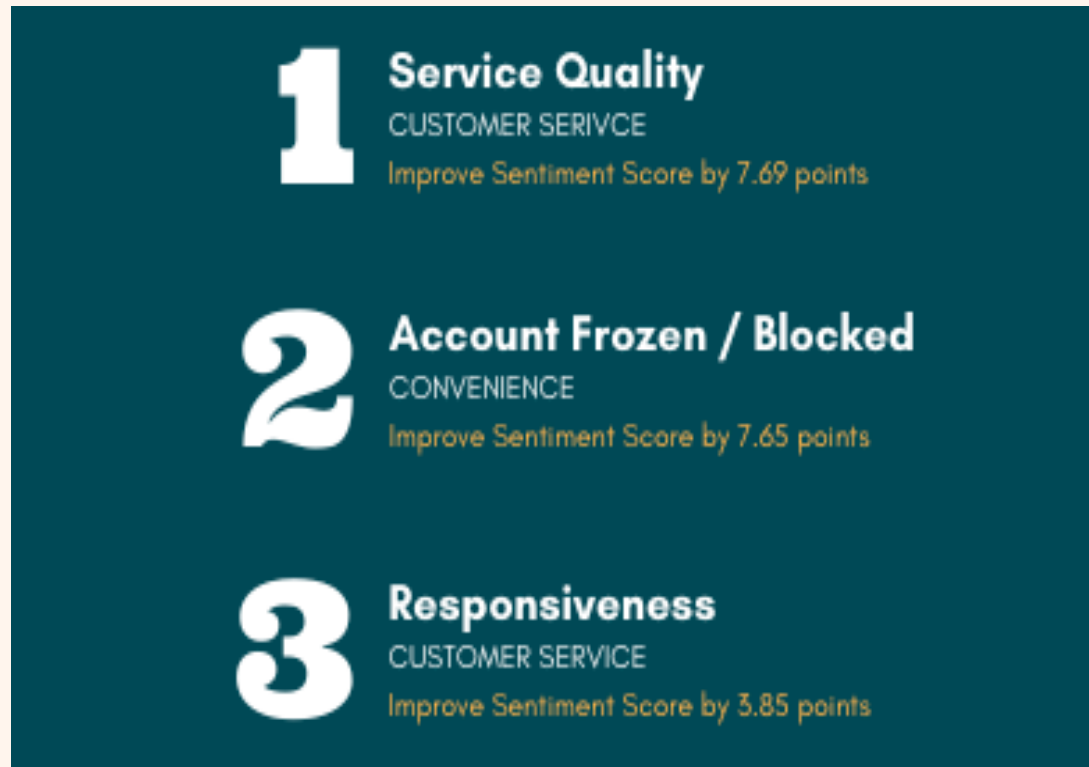 1
Service Quality
CUSTOMER SERIVCE
Improve Sentiment Score by 7.69 points
2
Account Frozen / Blocked
CONVENIENCE
Improve Sentiment Score by 7.65 points
3
Responsiveness
CUSTOMER SERVICE
Improve Sentiment Score by 3.85 points